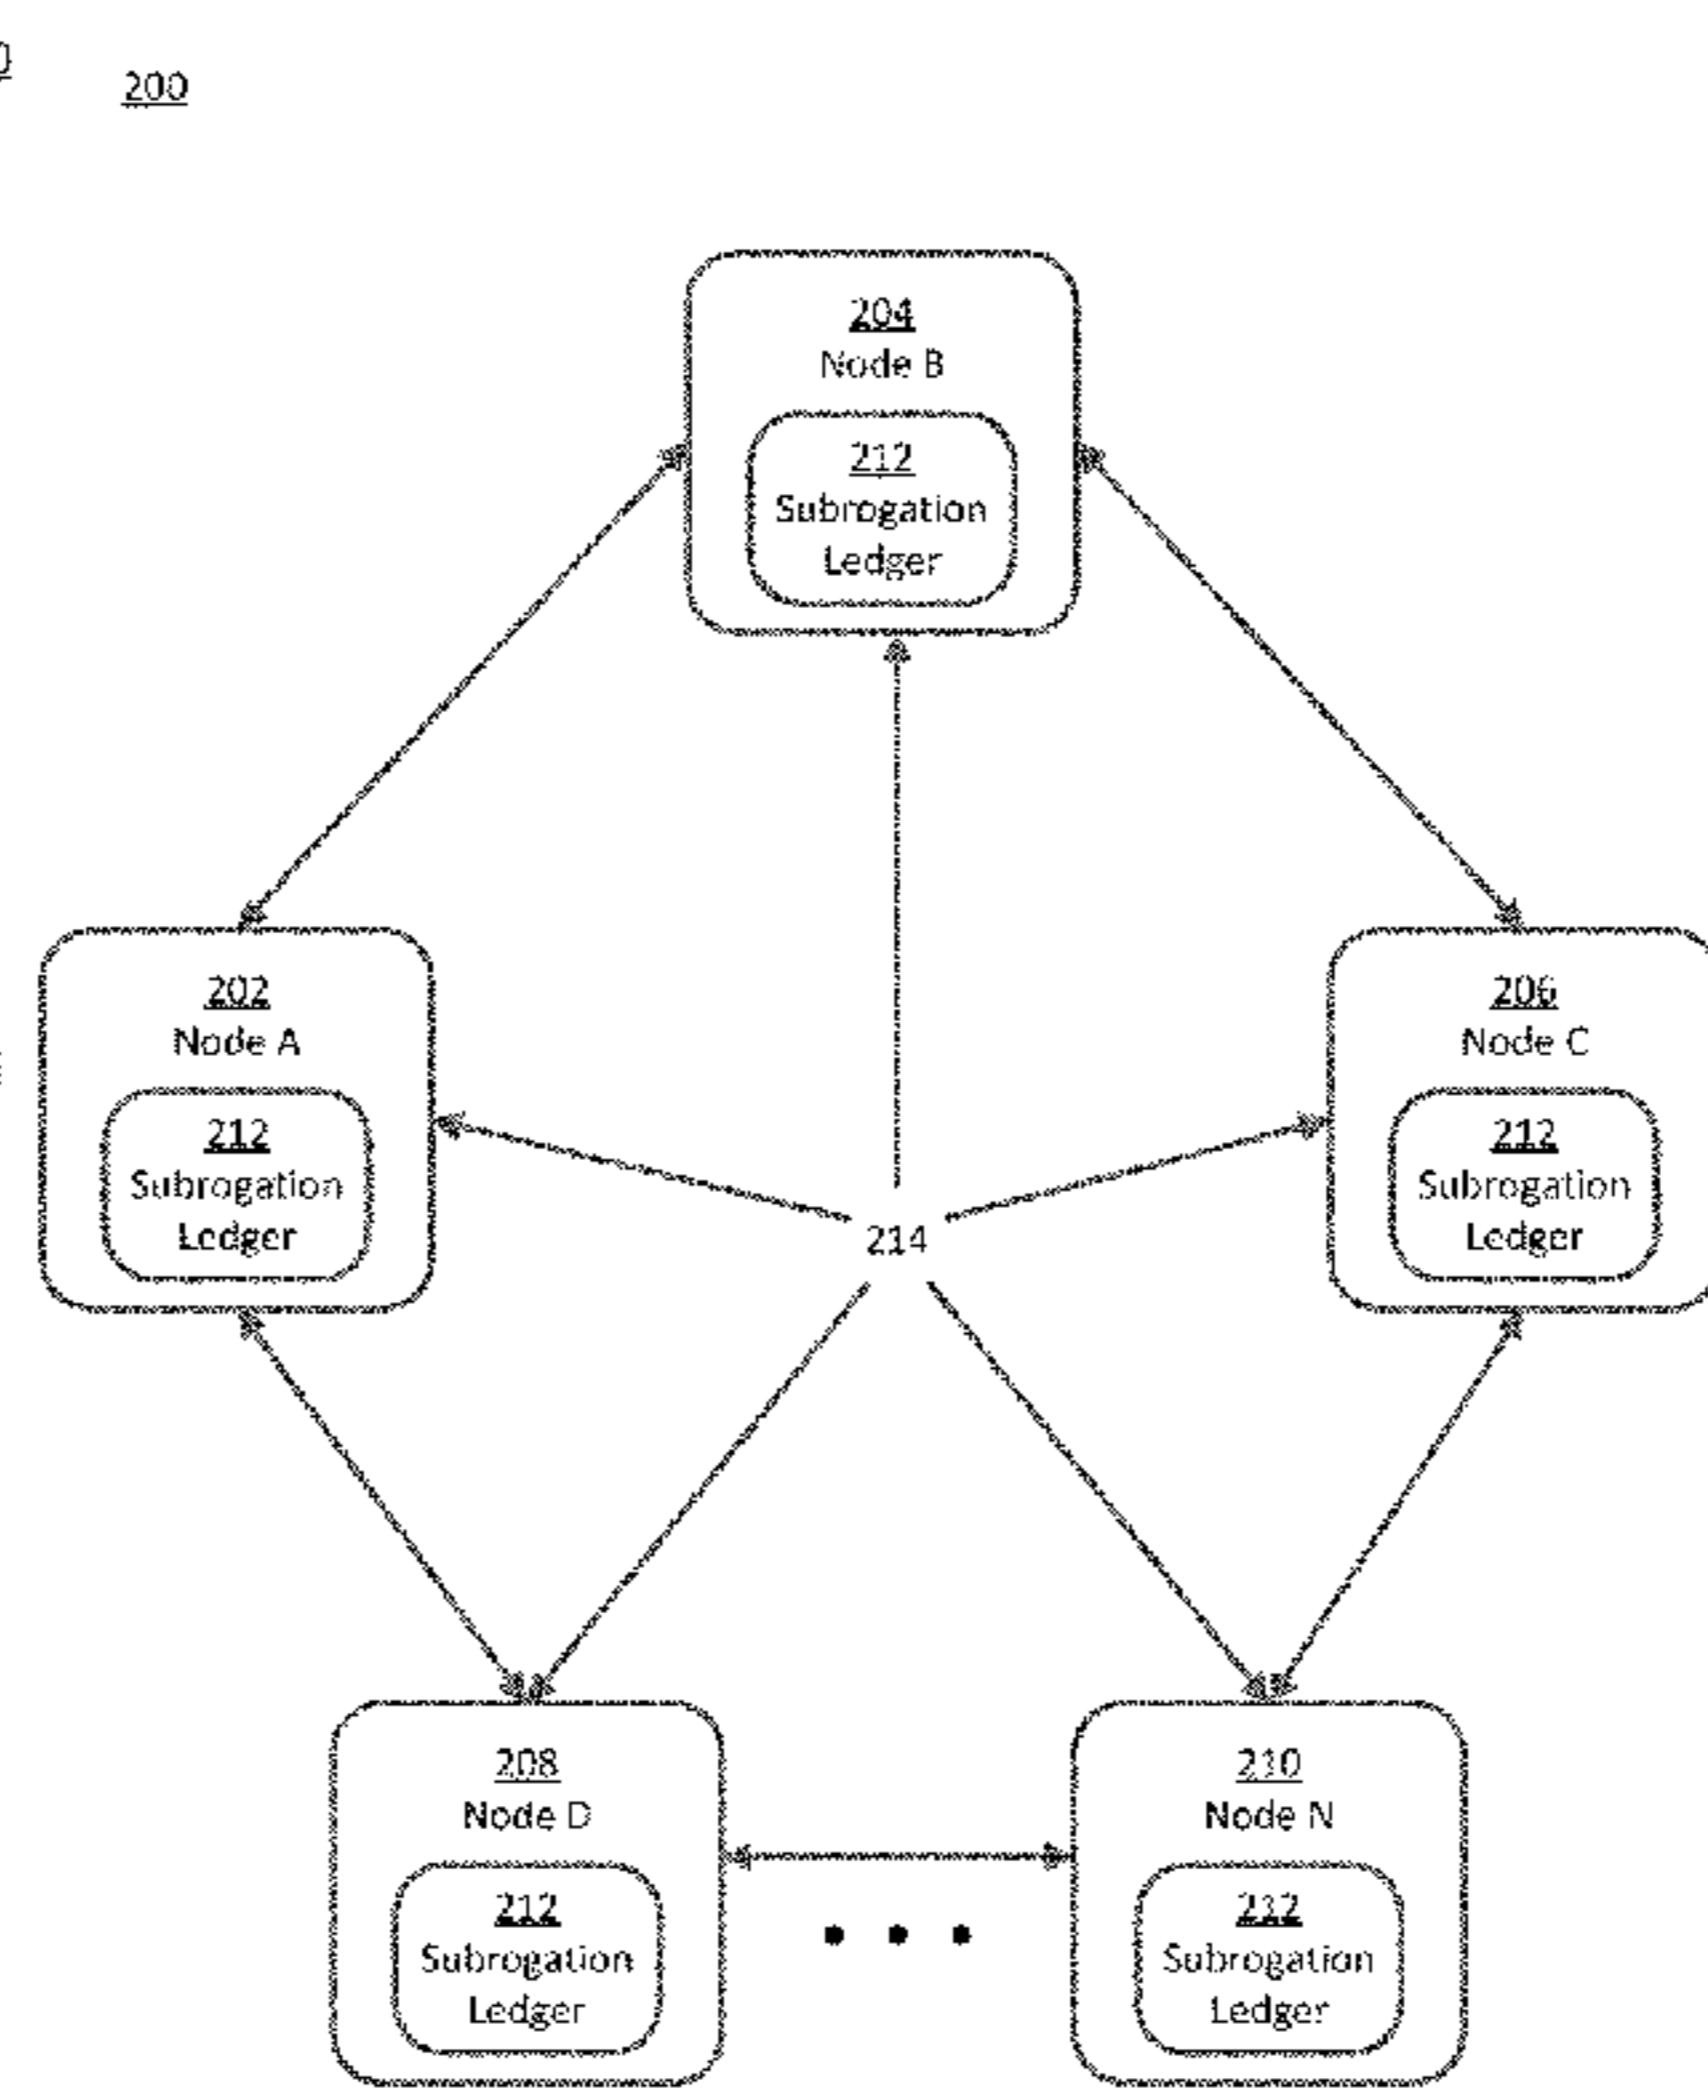 200
204
Node B
212
Subrogation
Ledger
202
Node A
212
Subrogation
Ledger
206
Node C
212
Subrogation
Ledger
214
208
Node D
212
Subrogation
Ledger
210
Node N
212
Subrogation
Ledger